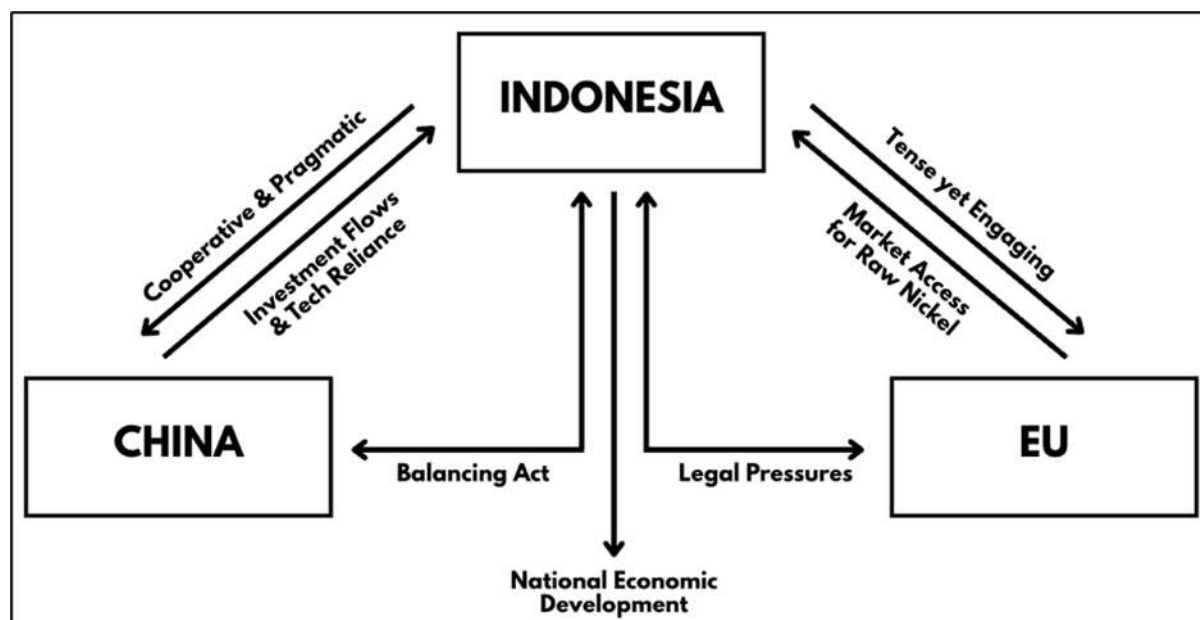 INDONESIA
Cooperative & Pragmatic
Investment Flows
& Tech Reliance
Tense yet Engaging
Market Access
for Raw Nickel
CHINA
EU
Balancing Act
Legal Pressures
National Economic
Development